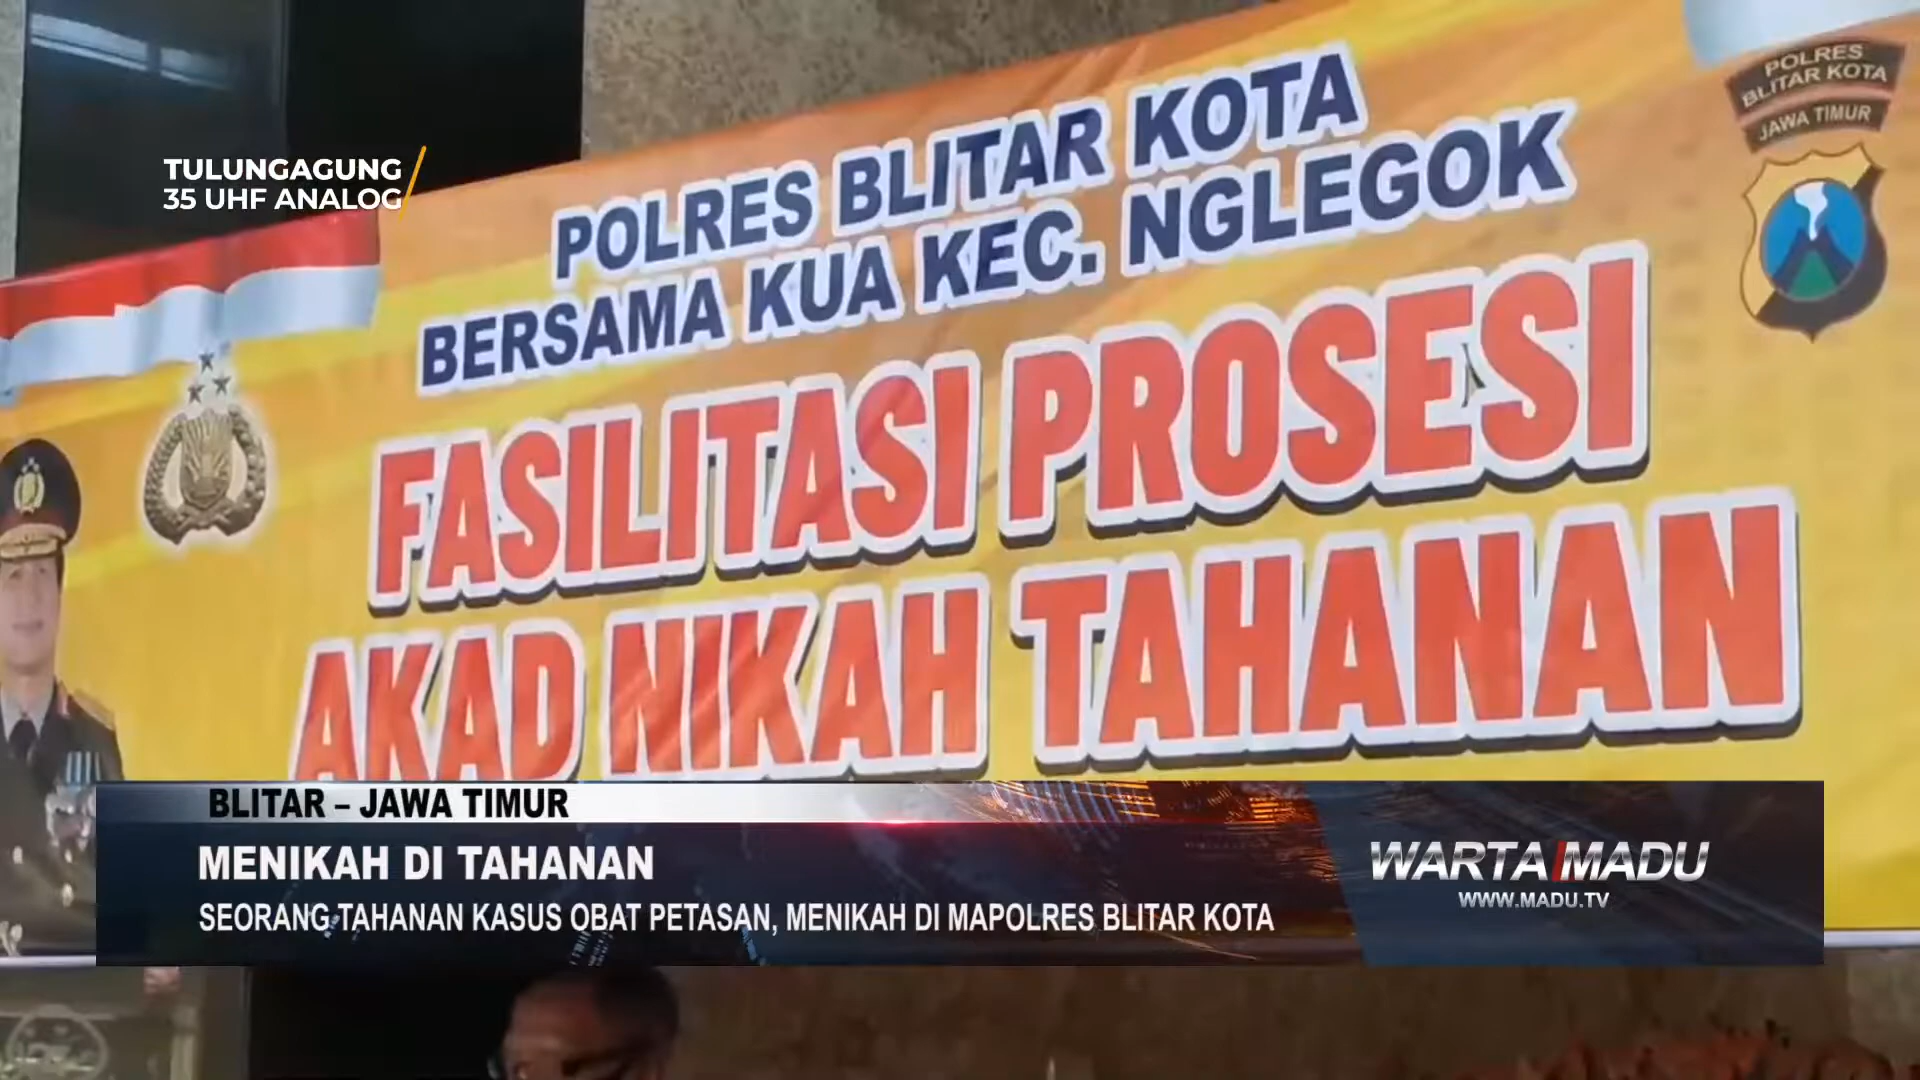 TULUNGAGUNG
35 UHF ANALOG
POLRES
BLITAR KOTA
JAWA TIMUR
POLRES BLITAR KOTA
BERSAMA KUA KEC. NGLEGOK
FASILITASI PROSESI
AKAD NIKAH TAHANAN
BLITAR – JAWA TIMUR
MENIKAH DI TAHANAN
SEORANG TAHANAN KASUS OBAT PETASAN, MENIKAH DI MAPOLRES BLITAR KOTA
WARTA MADU
WWW.MADU.TV